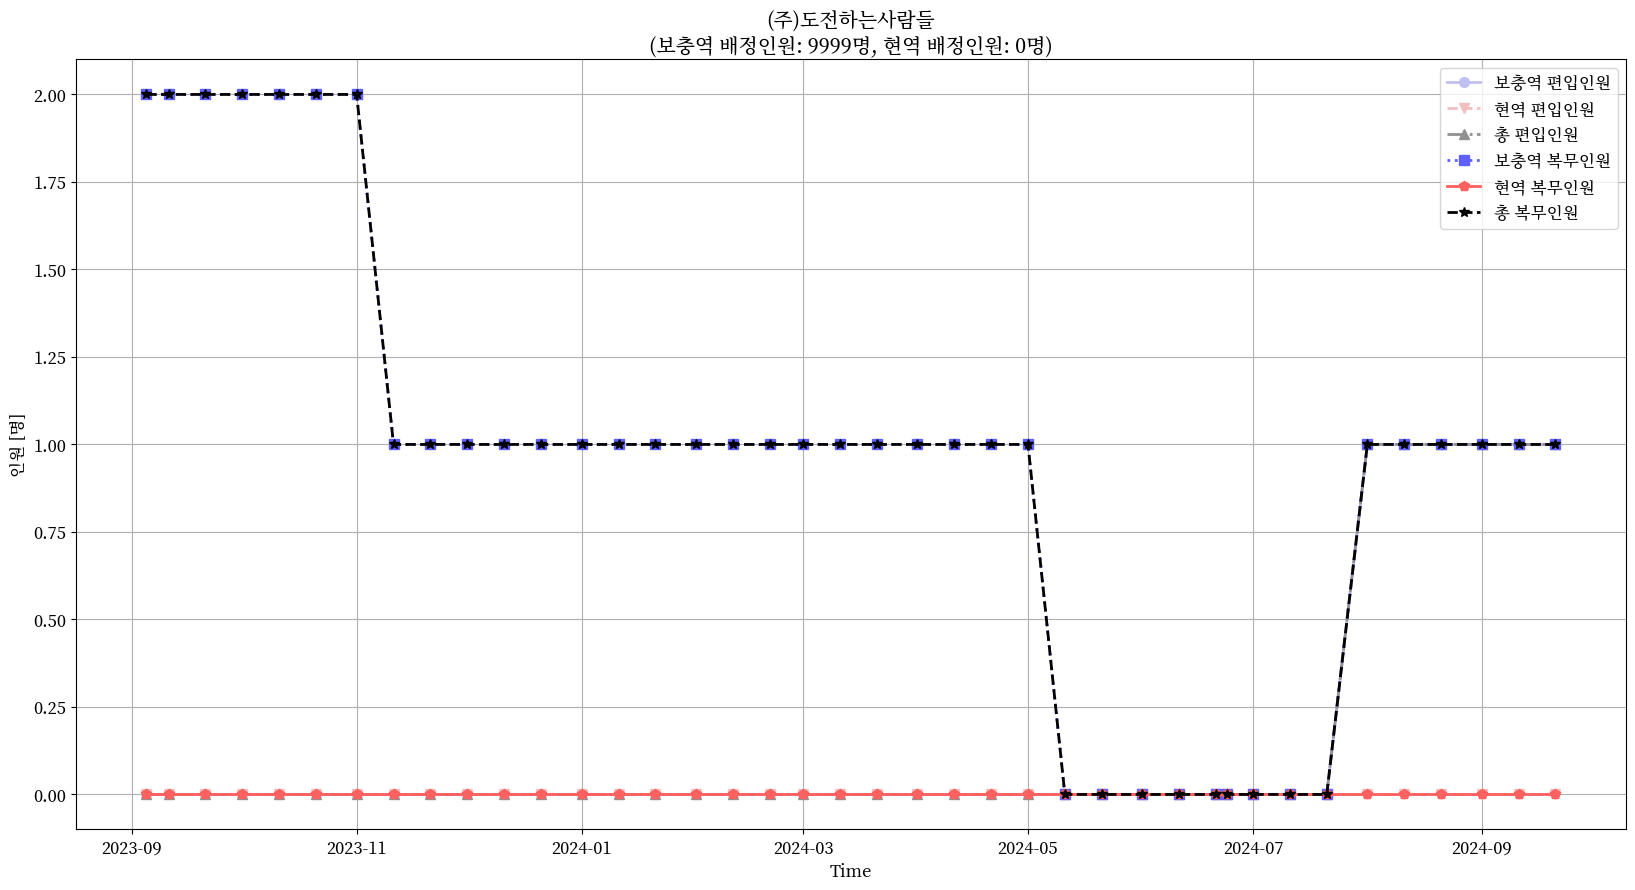 (주)도전하는사람들
(보충역 배정인원: 9999명, 현역 배정인원: 0명)
보충역 편입인원
현역 편입인원
총 편입인원
보충역 복무인원
현역 복무인원
총 복무인원
인원 [명]
2.00
1.75
1.50
1.25
1.00
0.75
0.50
0.25
0.00
2023-09 2023-11 2024-01 2024-03 2024-05 2024-07 2024-09
Time